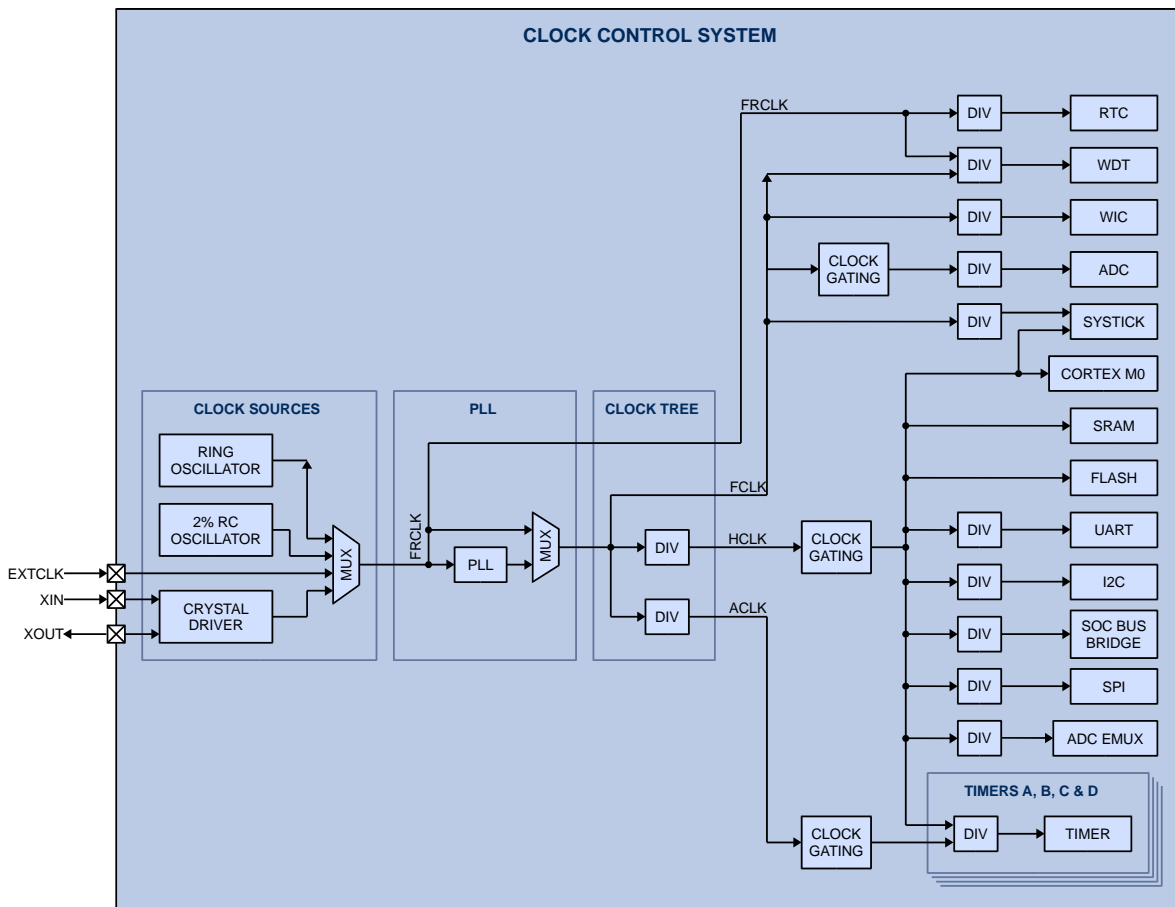 CLOCK CONTROL SYSTEM
FRCLK
DIV
RTC
DIV
WDT
DIV
WIC
CLOCK
GATING
DIV
ADC
DIV
SYSTICK
CORTEX M0
CLOCK SOURCES
PLL
CLOCK TREE
SRAM
RING
OSCILLATOR
FLASH
FCLK
2% RC
OSCILLATOR
MUX
FRCLK
PLL
MUX
DIV
HCLK
CLOCK
GATING
DIV
UART
EXTCLK
XIN
XOUT
CRYSTAL
DRIVER
DIV
ACLK
DIV
I2C
DIV
SOC BUS
BRIDGE
DIV
SPI
DIV
ADC EMUX
TIMERS A, B, C & D
CLOCK
GATING
DIV
TIMER